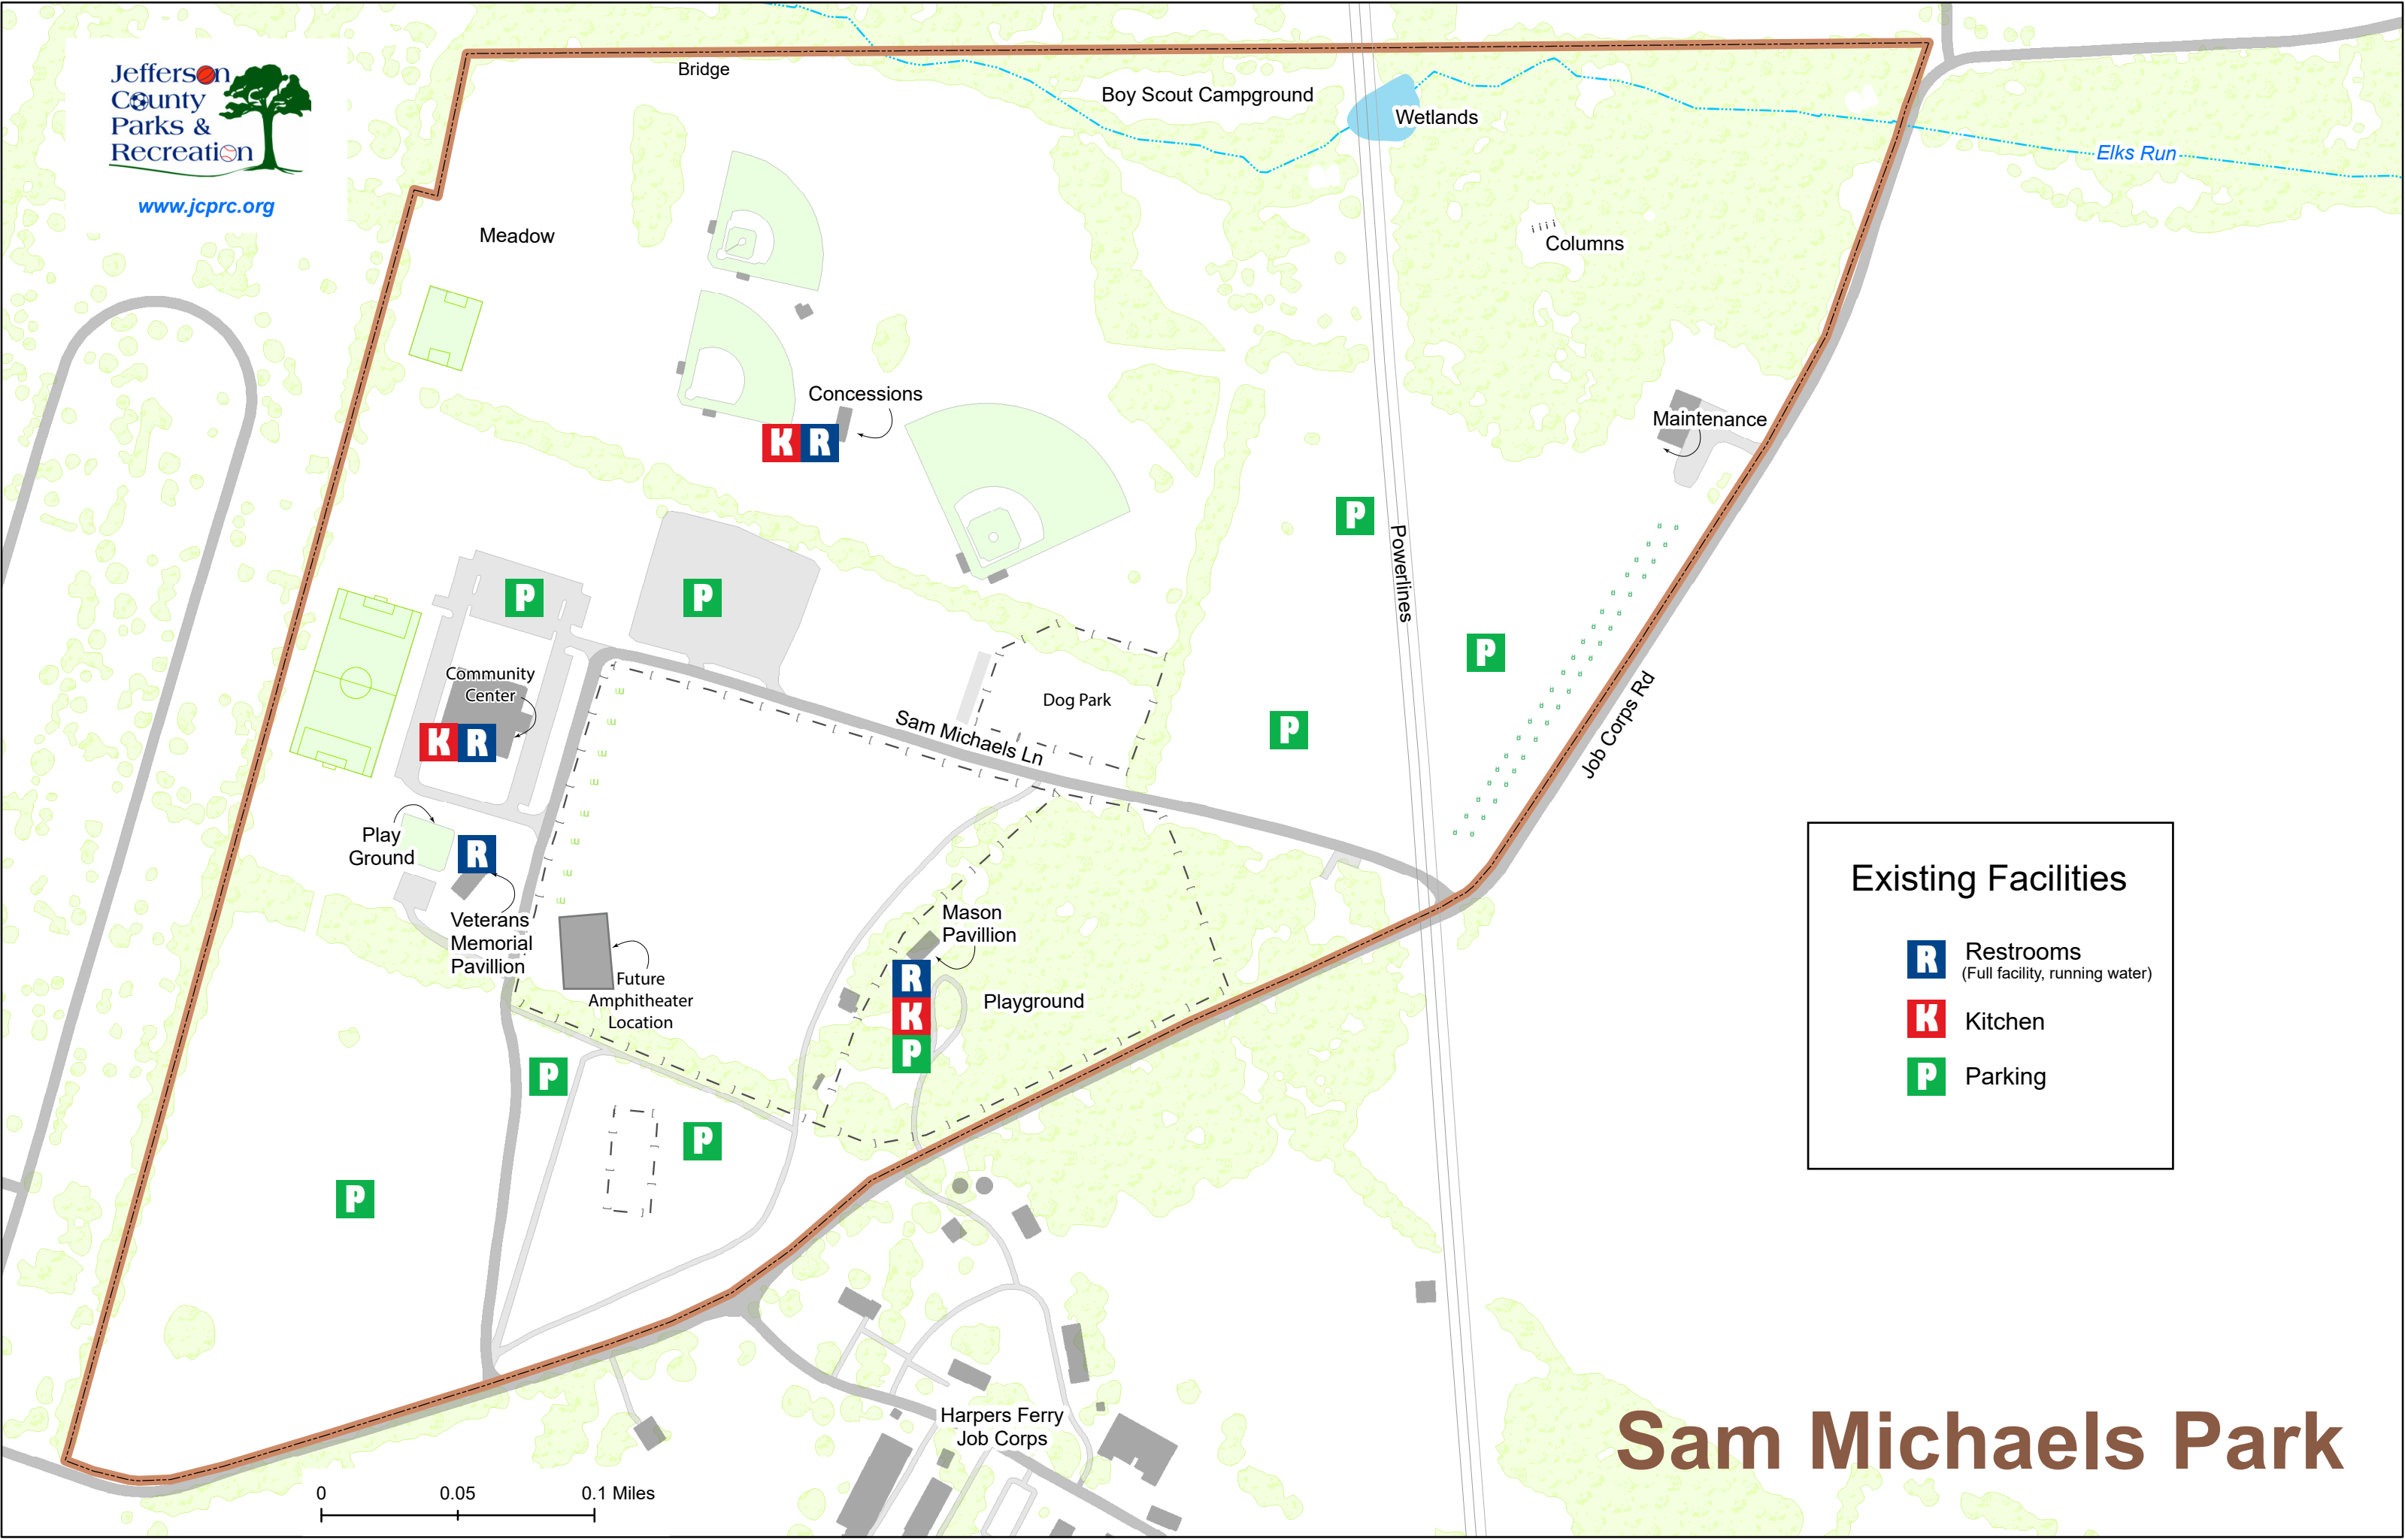 Jefferson
County
Parks &
Recreation
www.jcprc.org
Bridge
Boy Scout Campground
Wetlands
Elks Run
Meadow
Columns
Concessions
K R
Maintenance
P
Powerlines
P
P
P
Community
Center
K R
Dog Park
Sam Michaels Ln
P
Job Corps Rd
Play
Ground
R
Veterans
Memorial
Pavillion
Future
Amphitheater
Location
Mason
Pavillion
R
K
P
Playground
P
P
P
Existing Facilities
R Restrooms
(Full facility, running water)
K Kitchen
P Parking
Harpers Ferry
Job Corps
0 0.05 0.1 Miles
Sam Michaels Park